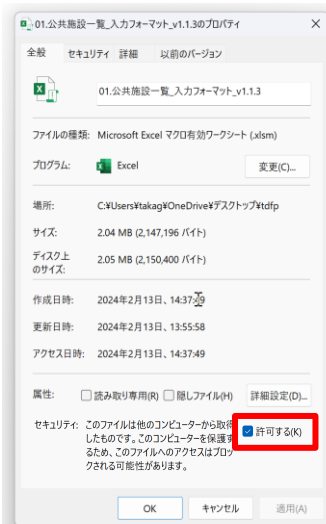 01.公共施設一覧_入力フォーマット_v1.1.3のプロパティ
全般 セキュリティ 詳細 以前のバージョン
01.公共施設一覧_入力フォーマット_v1.1.3
ファイルの種類: Microsoft Excel マクロ有効ワークシート (.xlsm)
プログラム: Excel 変更(C)...
場所: C:¥Users¥takag¥OneDrive¥デスクトップ¥tdfp
サイズ: 2.04 MB (2,147,196 バイト)
ディスク上
のサイズ: 2.05 MB (2,150,400 バイト)
作成日時: 2024年2月13日、14:37:49
更新日時: 2024年2月13日、13:55:58
アクセス日時: 2024年2月13日、14:37:49
属性: 読み取り専用(R) 隠しファイル(H) 詳細設定(D)...
セキュリティ: このファイルは他のコンピューターから取得
したものです。このコンピューターを保護す
るため、このファイルへのアクセスはブロッ
クされる可能性があります。
許可する(K)
OK キャンセル 適用(A)